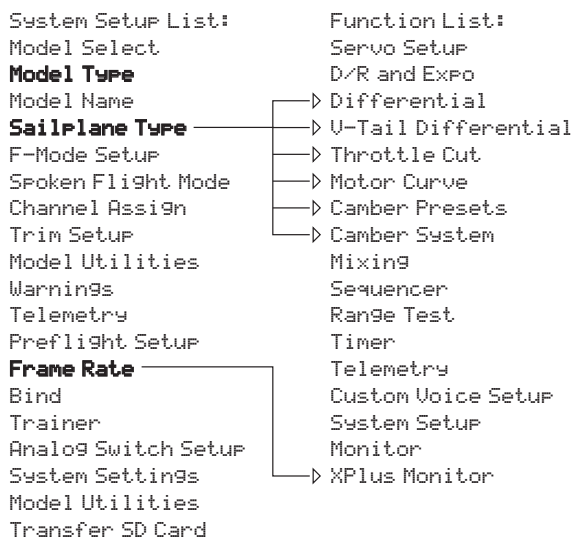 System Setup List:
Model Select
Model Type
Model Name
Sailplane Type
F-Mode Setup
Spoken Flight Mode
Channel Assign
Trim Setup
Model Utilities
Warnings
Telemetry
Preflight Setup
Frame Rate
Bind
Trainer
Analog Switch Setup
System Settings
Model Utilities
Transfer SD Card
Function List:
Servo Setup
D/R and Expo
Differential
V-Tail Differential
Throttle Cut
Motor Curve
Camber Presets
Camber System
Mixing
Sequencer
Range Test
Timer
Telemetry
Custom Voice Setup
System Setup
Monitor
XPlus Monitor